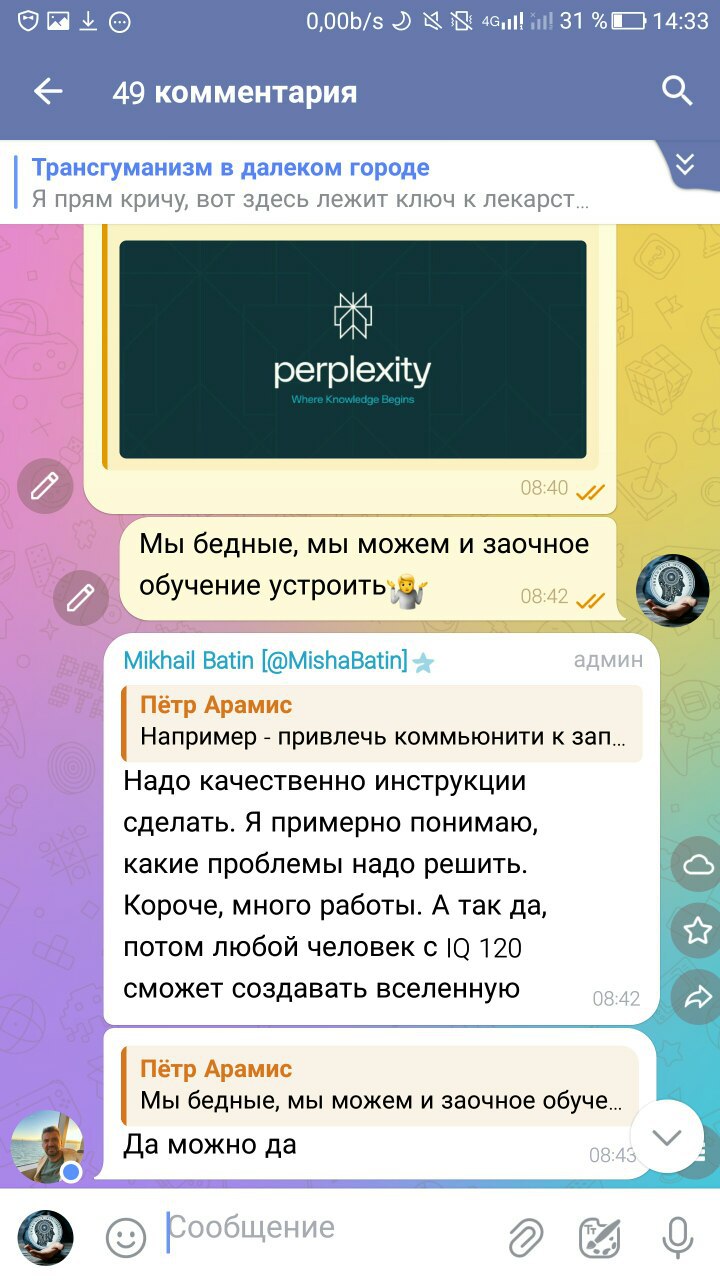 0,00b/s 4G 31 % 14:33
49 комментария
Трансгуманизм в далеком городе
Я прям кричу, вот здесь лежит ключ к лекарст...
perplexity
Where Knowledge Begins
08:40
Мы бедные, мы можем и заочное
обучение устроить🤷‍♂️
08:42
Mikhail Batin [@MishaBatin] админ
Пётр Арамис
Например - привлечь коммьюнити к зап...
Надо качественно инструкции
сделать. Я примерно понимаю,
какие проблемы надо решить.
Короче, много работы. А так да,
потом любой человек с IQ 120
сможет создавать вселенную
08:42
Пётр Арамис
Мы бедные, мы можем и заочное обуче...
Да можно да
08:43
Сообщение